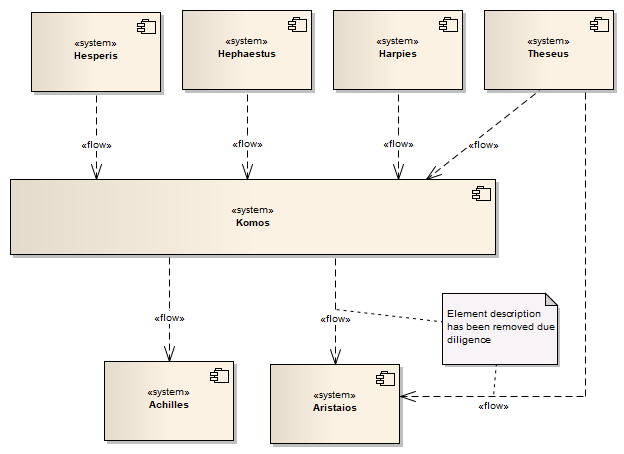 «system»
Hesperis
«system»
Hephaestus
«system»
Harpies
«system»
Theseus
«flow»
«flow»
«flow»
«flow»
«system»
Komos
«flow»
«flow»
Element description
has been removed due
diligence
«system»
Achilles
«system»
Aristaios
«flow»